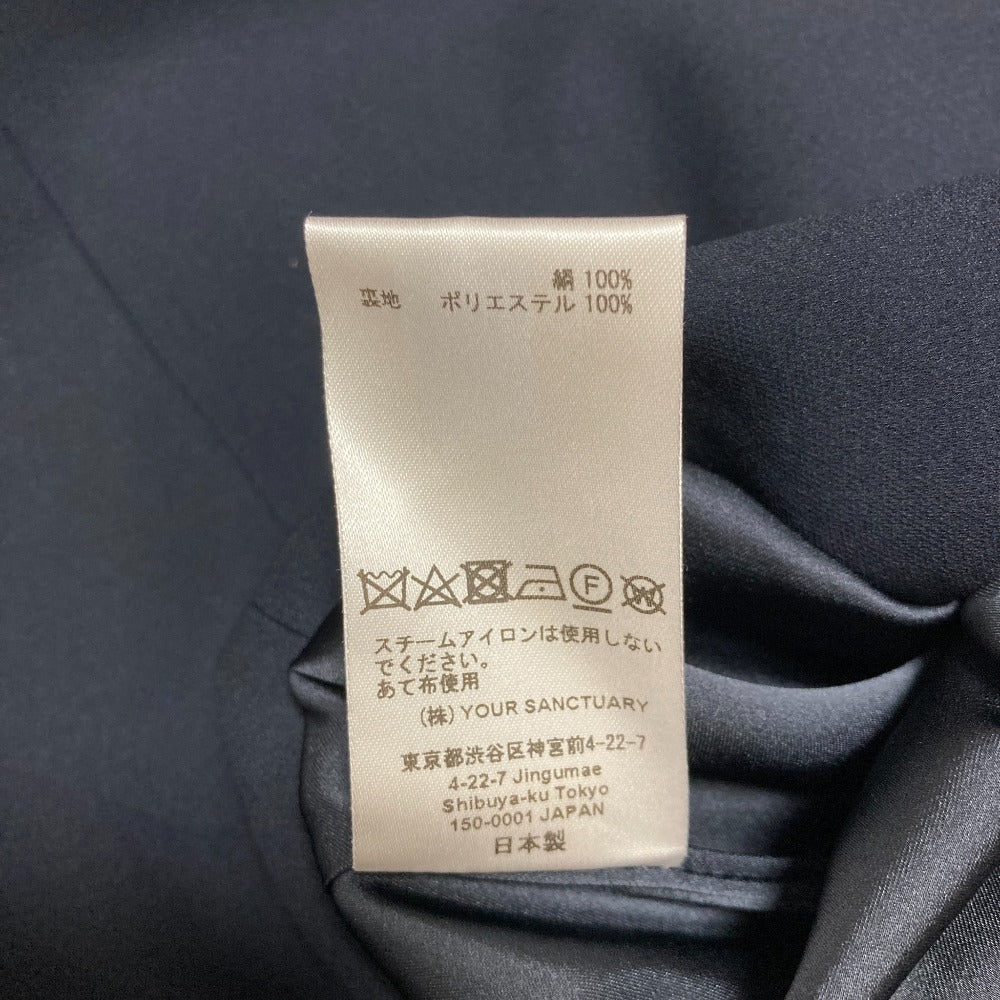 絹 100%
裏地 ポリエステル 100%
F
W
スチームアイロンは使用しない
でください。
あて布使用
(株) YOUR SANCTUARY
東京都渋谷区神宮前4-22-7
4-22-7 Jingumae
Shibuya-ku Tokyo
150-0001 JAPAN
日本製